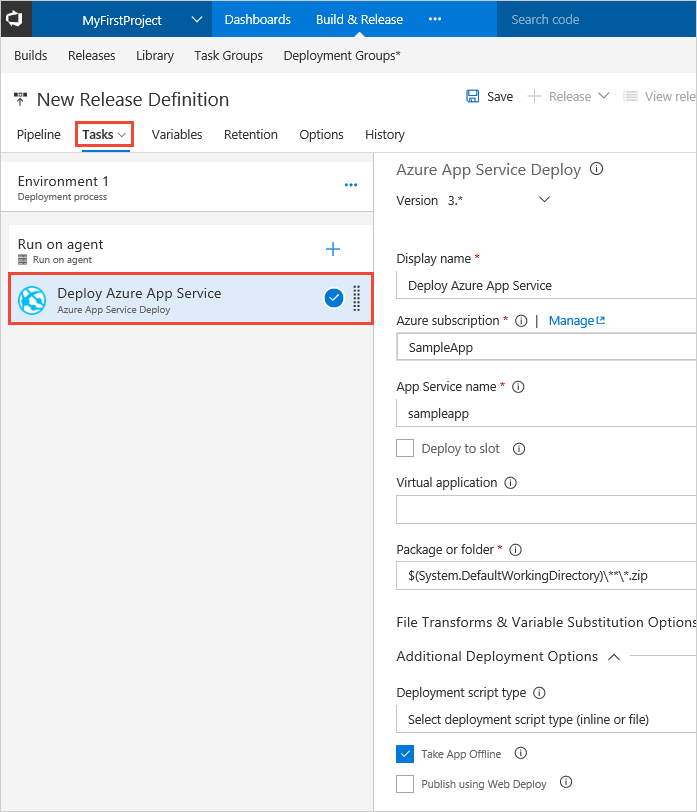 MyFirstProject Dashboards Build & Release ••• Search code
Builds Releases Library Task Groups Deployment Groups*
New Release Definition Save Release View rele
Pipeline Tasks Variables Retention Options History
Environment 1
Deployment process
Run on agent
Run on agent
Deploy Azure App Service
Azure App Service Deploy
Azure App Service Deploy
Version 3.*
Display name *
Deploy Azure App Service
Azure subscription * | Manage
SampleApp
App Service name *
sampleapp
Deploy to slot
Virtual application
Package or folder *
$(System.DefaultWorkingDirectory)\**\*.zip
File Transforms & Variable Substitution Options
Additional Deployment Options
Deployment script type
Select deployment script type (inline or file)
Take App Offline
Publish using Web Deploy